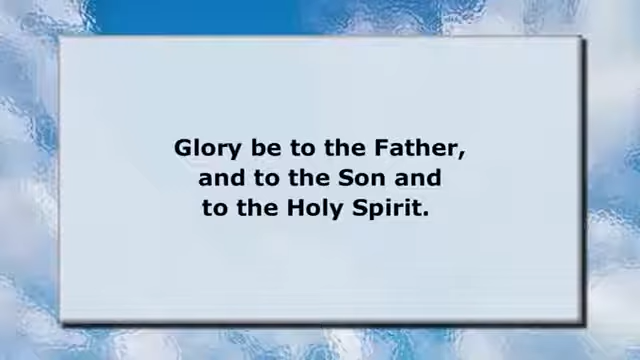 Glory be to the Father,
and to the Son and
to the Holy Spirit.